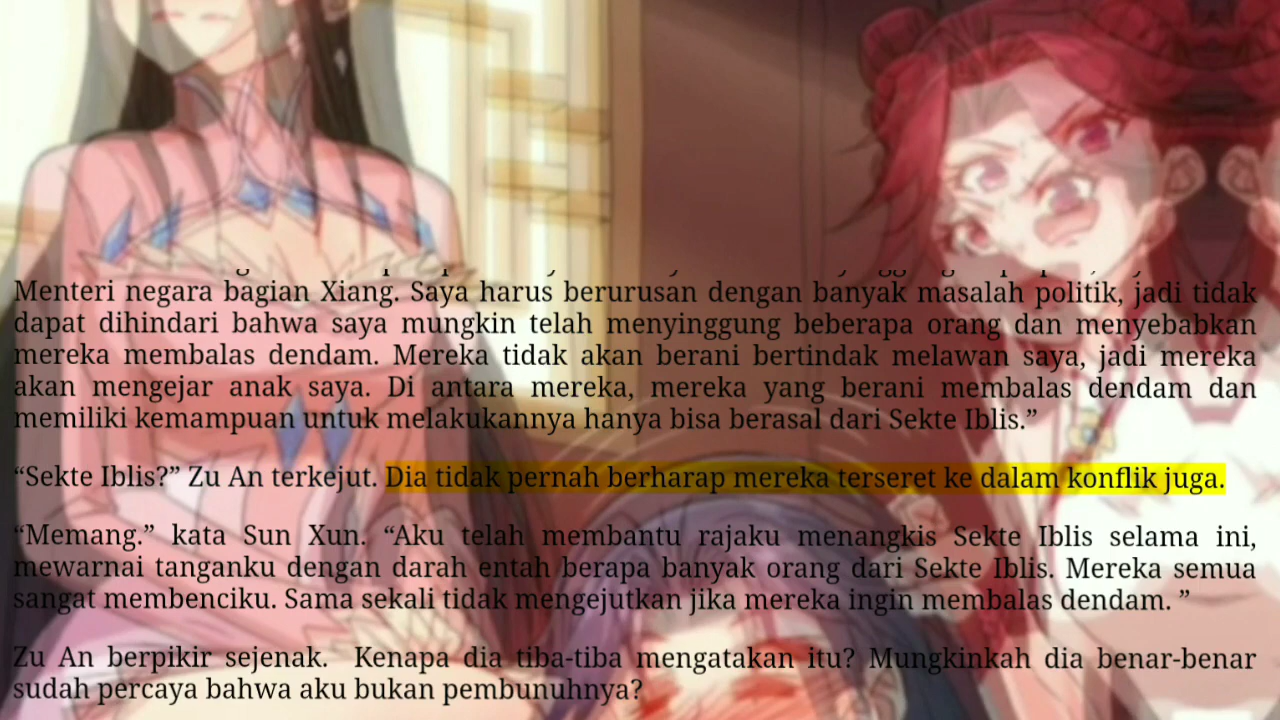 Menteri negara bagian Xiang. Saya harus berurusan dengan banyak masalah politik, jadi tidak
dapat dihindari bahwa saya mungkin telah menyinggung beberapa orang dan menyebabkan
mereka membalas dendam. Mereka tidak akan berani bertindak melawan saya, jadi mereka
akan mengejar anak saya. Di antara mereka, mereka yang berani membalas dendam dan
memiliki kemampuan untuk melakukannya hanya bisa berasal dari Sekte Iblis.”
“Sekte Iblis?” Zu An terkejut. Dia tidak pernah berharap mereka terseret ke dalam konflik juga.
“Memang.” kata Sun Xun. “Aku telah membantu rajaku menangkis Sekte Iblis selama ini,
mewarnai tanganku dengan darah entah berapa banyak orang dari Sekte Iblis. Mereka semua
sangat membenciku. Sama sekali tidak mengejutkan jika mereka ingin membalas dendam. ”
Zu An berpikir sejenak.  Kenapa dia tiba-tiba mengatakan itu? Mungkinkah dia benar-benar
sudah percaya bahwa aku bukan pembunuhnya?